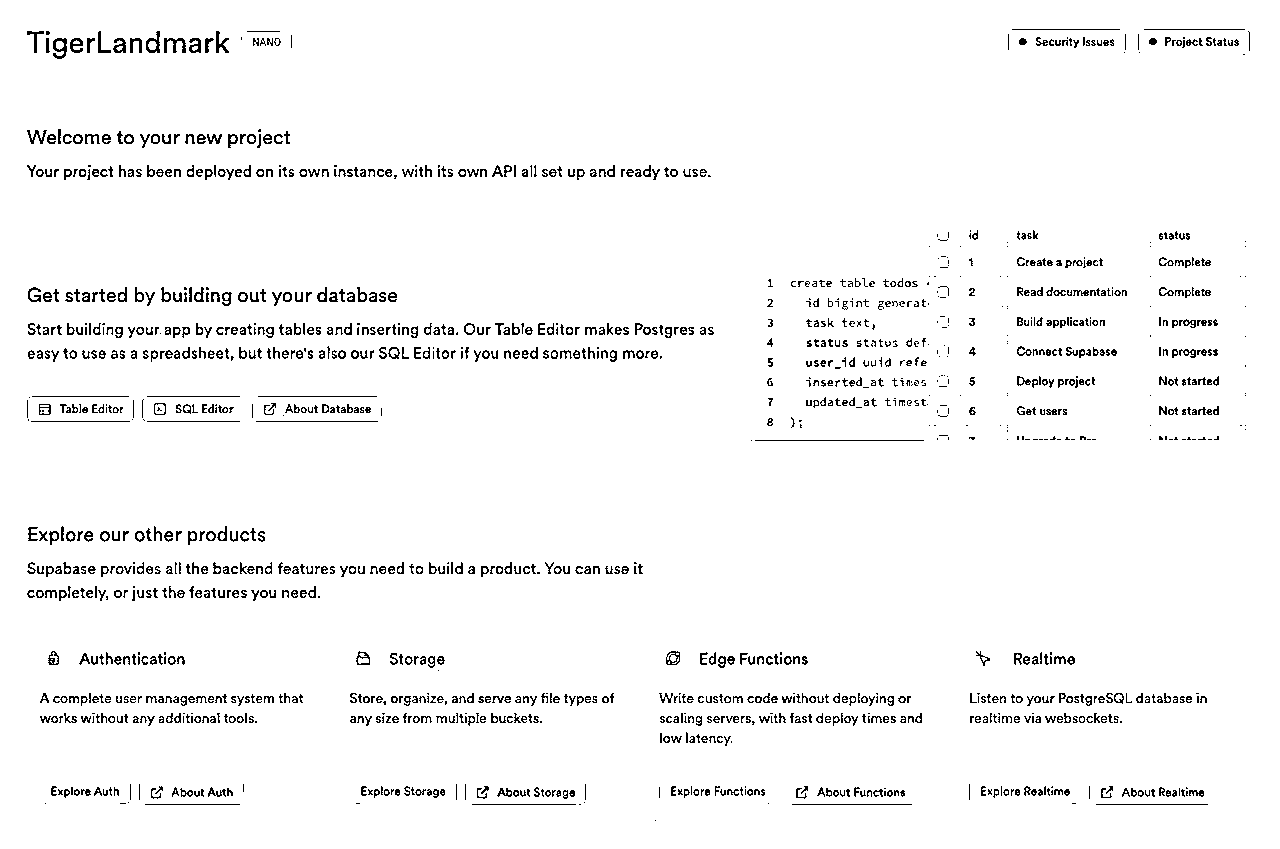 TigerLandmark NANO
Security Issues
Project Status
Welcome to your new project
Your project has been deployed on its own instance, with its own API all set up and ready to use.
Get started by building out your database
Start building your app by creating tables and inserting data. Our Table Editor makes Postgres as
easy to use as a spreadsheet, but there's also our SQL Editor if you need something more.
Table Editor
SQL Editor
About Database
1 create table todos
2 id bigint generat
3 task text,
4 status status def
5 user_id uuid refe
6 inserted_at times
7 updated_at timest
8 );
id task status
1 Create a project Complete
2 Read documentation Complete
3 Build application In progress
4 Connect Supabase In progress
5 Deploy project Not started
6 Get users Not started
Explore our other products
Supabase provides all the backend features you need to build a product. You can use it
completely, or just the features you need.
Authentication
A complete user management system that
works without any additional tools.
Explore Auth
About Auth
Storage
Store, organize, and serve any file types of
any size from multiple buckets.
Explore Storage
About Storage
Edge Functions
Write custom code without deploying or
scaling servers, with fast deploy times and
low latency.
Explore Functions
About Functions
Realtime
Listen to your PostgreSQL database in
realtime via websockets.
Explore Realtime
About Realtime